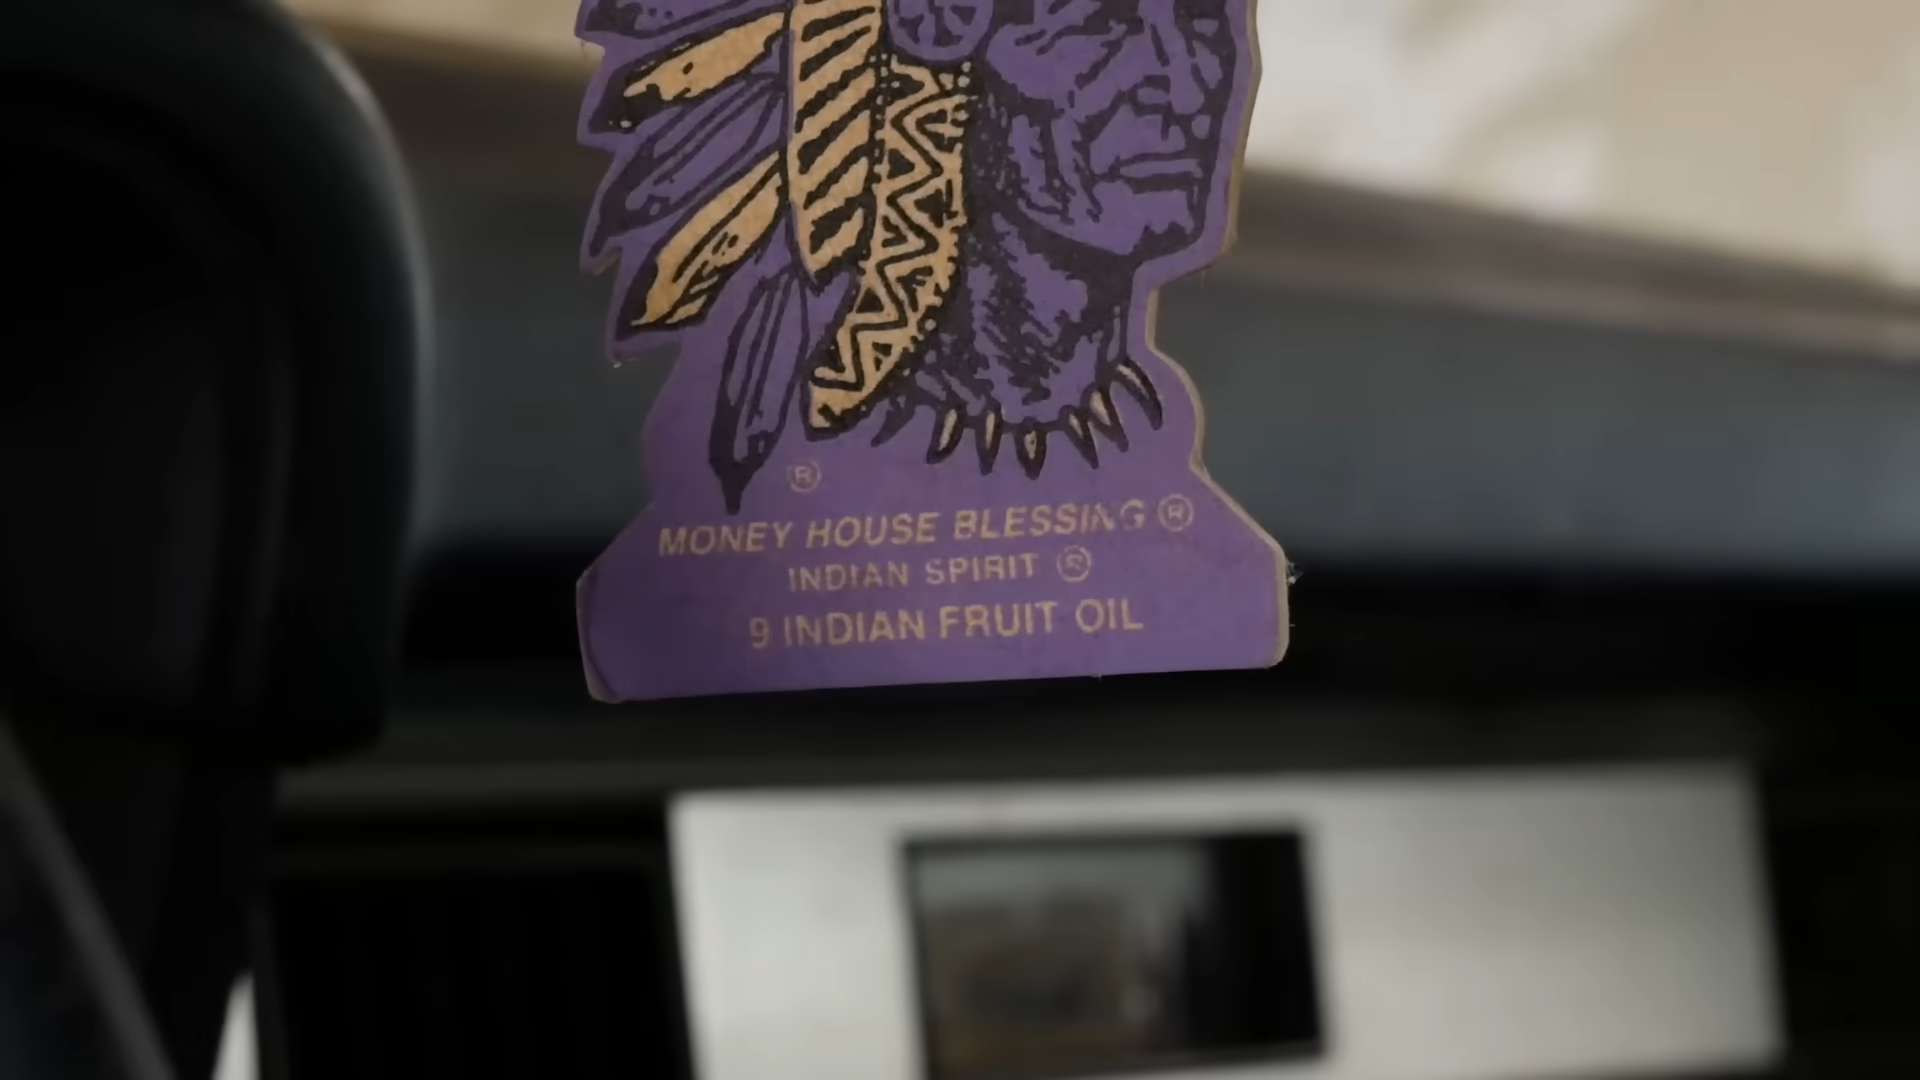 ®
MONEY HOUSE BLESSING ®
INDIAN SPIRIT ®
9 INDIAN FRUIT OIL